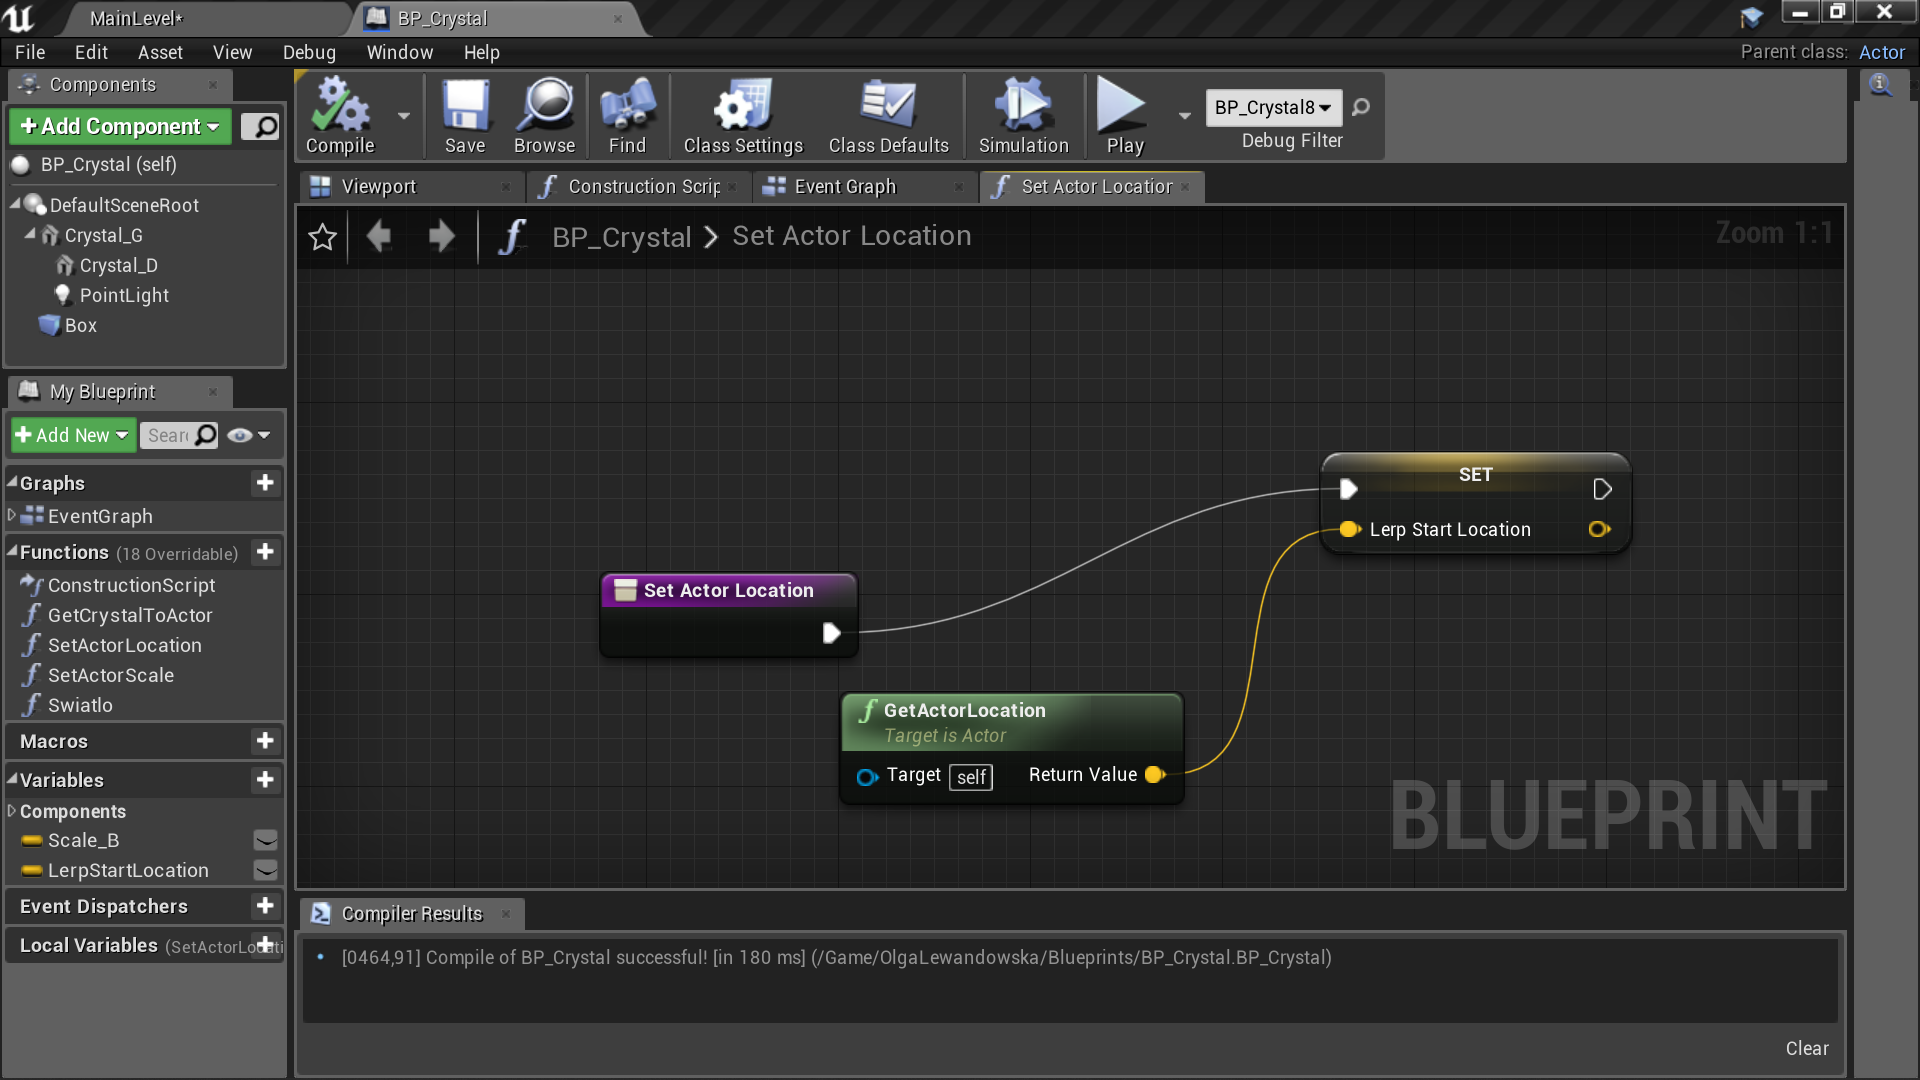 MainLevel*
BP_Crystal
File Edit Asset View Debug Window Help
Parent class: Actor
Components
Add Component
BP_Crystal (self)
DefaultSceneRoot
Crystal_G
Crystal_D
PointLight
Box
Compile
Save
Browse
Find
Class Settings
Class Defaults
Simulation
Play
BP_Crystal8
Debug Filter
Viewport
Construction Scrip
Event Graph
Set Actor Location
BP_Crystal > Set Actor Location
Zoom 1:1
My Blueprint
Add New
Sear
Graphs
EventGraph
Functions (18 Overridable)
ConstructionScript
GetCrystalToActor
SetActorLocation
SetActorScale
Swiatlo
Macros
Variables
Components
Scale_B
LerpStartLocation
Event Dispatchers
Local Variables (SetActorLocati
Set Actor Location
GetActorLocation
Target is Actor
Target self Return Value
SET
Lerp Start Location
BLUEPRINT
Compiler Results
[0464,91] Compile of BP_Crystal successful! [in 180 ms] (/Game/OlgaLewandowska/Blueprints/BP_Crystal.BP_Crystal)
Clear